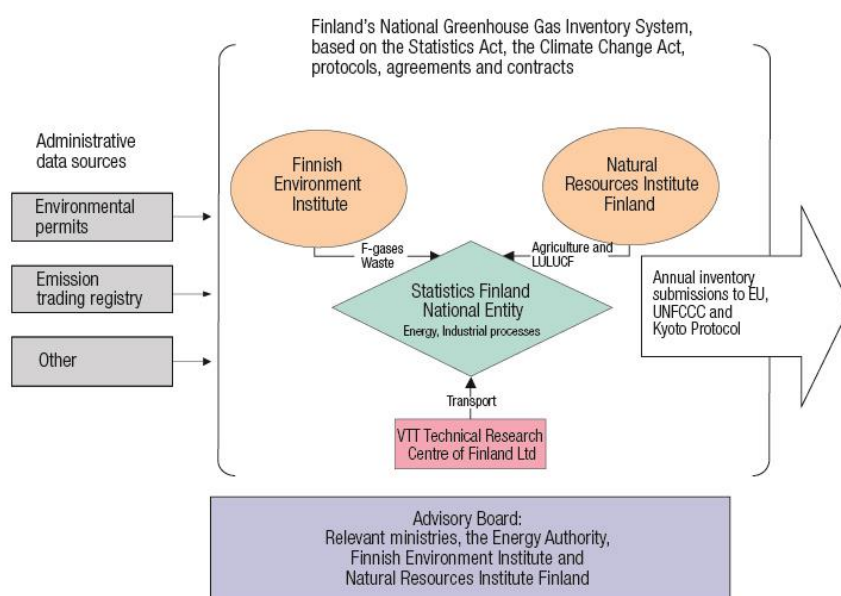 Finland's National Greenhouse Gas Inventory System,
based on the Statistics Act, the Climate Change Act,
protocols, agreements and contracts
Administrative
data sources
Environmental
permits
Emission
trading registry
Other
Finnish
Environment
Institute
Natural
Resources Institute
Finland
F-gases
Waste
Agriculture and
LULUCF
Statistics Finland
National Entity
Energy, Industrial processes
Transport
VTT Technical Research
Centre of Finland Ltd
Annual inventory
submissions to EU,
UNFCCC and
Kyoto Protocol
Advisory Board:
Relevant ministries, the Energy Authority,
Finnish Environment Institute and
Natural Resources Institute Finland